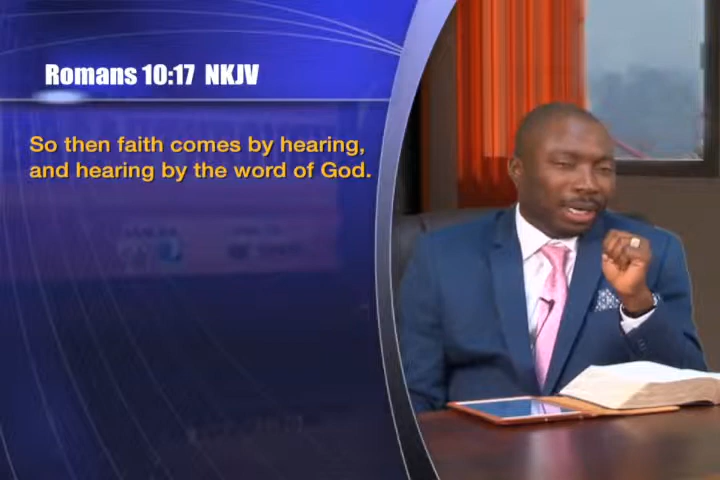 Romans 10:17 NKJV
So then faith comes by hearing,
and hearing by the word of God.